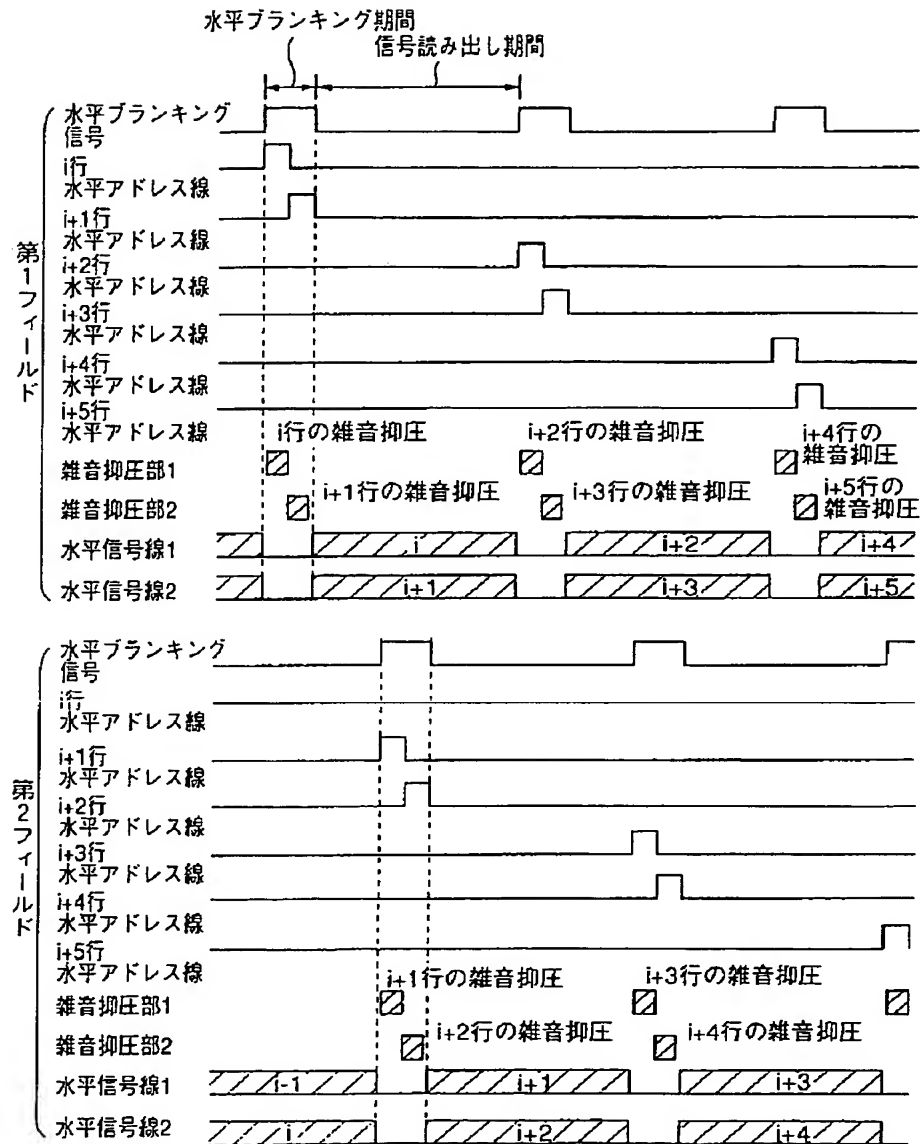 水平ブランキング期間
信号読み出し期間
第1フィールド
水平ブランキング
信号
i行
水平アドレス線
i+1行
水平アドレス線
i+2行
水平アドレス線
i+3行
水平アドレス線
i+4行
水平アドレス線
i+5行
水平アドレス線
i行の雑音抑圧
i+2行の雑音抑圧
i+4行の
雑音抑圧
雑音抑圧部1
i+1行の雑音抑圧
i+3行の雑音抑圧
i+5行の
雑音抑圧
雑音抑圧部2
水平信号線1
i
i+2
i+4
水平信号線2
i+1
i+3
i+5
第2フィールド
水平ブランキング
信号
i行
水平アドレス線
i+1行
水平アドレス線
i+2行
水平アドレス線
i+3行
水平アドレス線
i+4行
水平アドレス線
i+5行
水平アドレス線
i+1行の雑音抑圧
i+3行の雑音抑圧
雑音抑圧部1
i+2行の雑音抑圧
i+4行の雑音抑圧
雑音抑圧部2
水平信号線1
i-1
i+1
i+3
水平信号線2
i
i+2
i+4